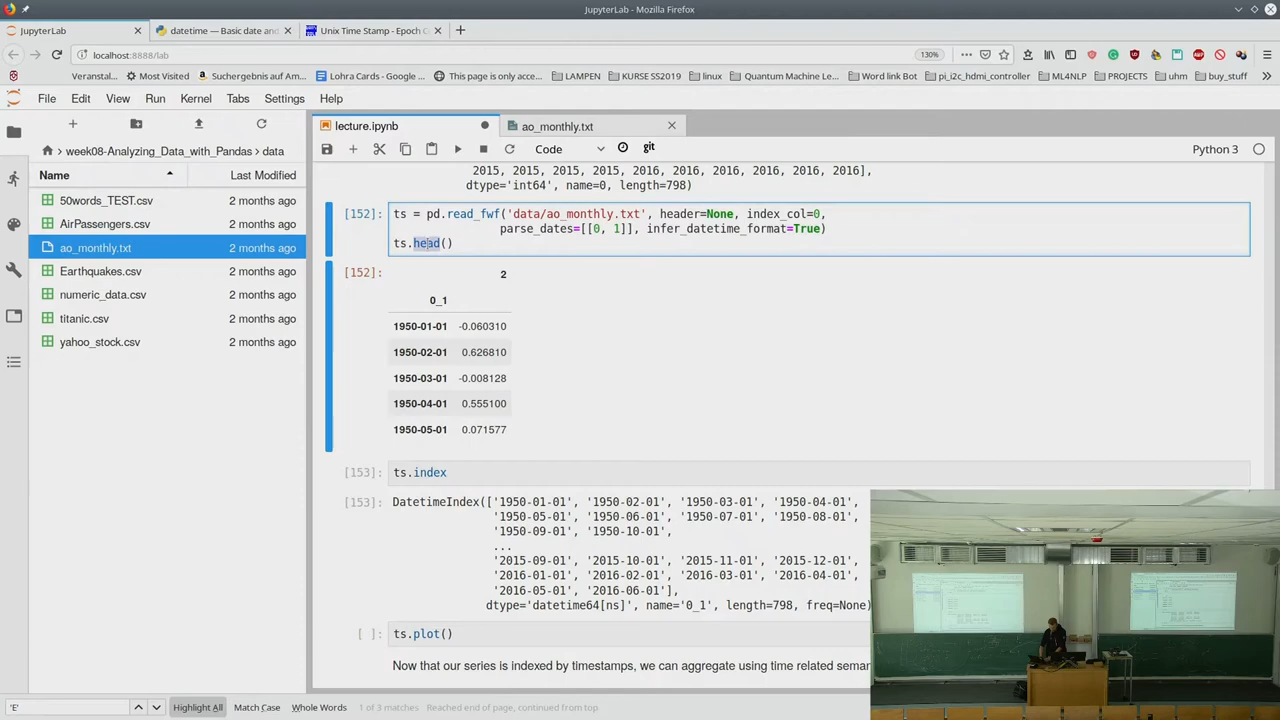 JupyterLab - Mozilla Firefox
JupyterLab
datetime — Basic date and
Unix Time Stamp - Epoch C
localhost:8888/lab
130%
Veranstal...
Most Visited
Suchergebnis auf Am...
Lohra Cards - Google ...
This page is only acce...
LAMPEN
KURSE SS2019
linux
Quantum Machine Le...
Word link Bot
pi_i2c_hdmi_controller
ML4NLP
PROJECTS
uhm
buy_stuff
File Edit View Run Kernel Tabs Settings Help
lecture.ipynb
ao_monthly.txt
Code
git
Python 3
/ week08-Analyzing_Data_with_Pandas / data
Name Last Modified
50words_TEST.csv 2 months ago
AirPassengers.csv 2 months ago
ao_monthly.txt 2 months ago
Earthquakes.csv 2 months ago
numeric_data.csv 2 months ago
titanic.csv 2 months ago
yahoo_stock.csv 2 months ago
2015, 2015, 2015, 2015, 2016, 2016, 2016, 2016, 2016, 2016],
dtype='int64', name=0, length=798)
[152]: ts = pd.read_fwf('data/ao_monthly.txt', header=None, index_col=0,
parse_dates=[[0, 1]], infer_datetime_format=True)
ts.head()
[152]: 2
0_1
1950-01-01 -0.060310
1950-02-01 0.626810
1950-03-01 -0.008128
1950-04-01 0.555100
1950-05-01 0.071577
[153]: ts.index
[153]: DatetimeIndex(['1950-01-01', '1950-02-01', '1950-03-01', '1950-04-01',
'1950-05-01', '1950-06-01', '1950-07-01', '1950-08-01',
'1950-09-01', '1950-10-01',
...
'2015-09-01', '2015-10-01', '2015-11-01', '2015-12-01',
'2016-01-01', '2016-02-01', '2016-03-01', '2016-04-01',
'2016-05-01', '2016-06-01'],
dtype='datetime64[ns]', name='0_1', length=798, freq=None)
[ ]: ts.plot()
Now that our series is indexed by timestamps, we can aggregate using time related seman
'E'
Highlight All
Match Case
Whole Words
1 of 3 matches
Reached end of page, continued from top